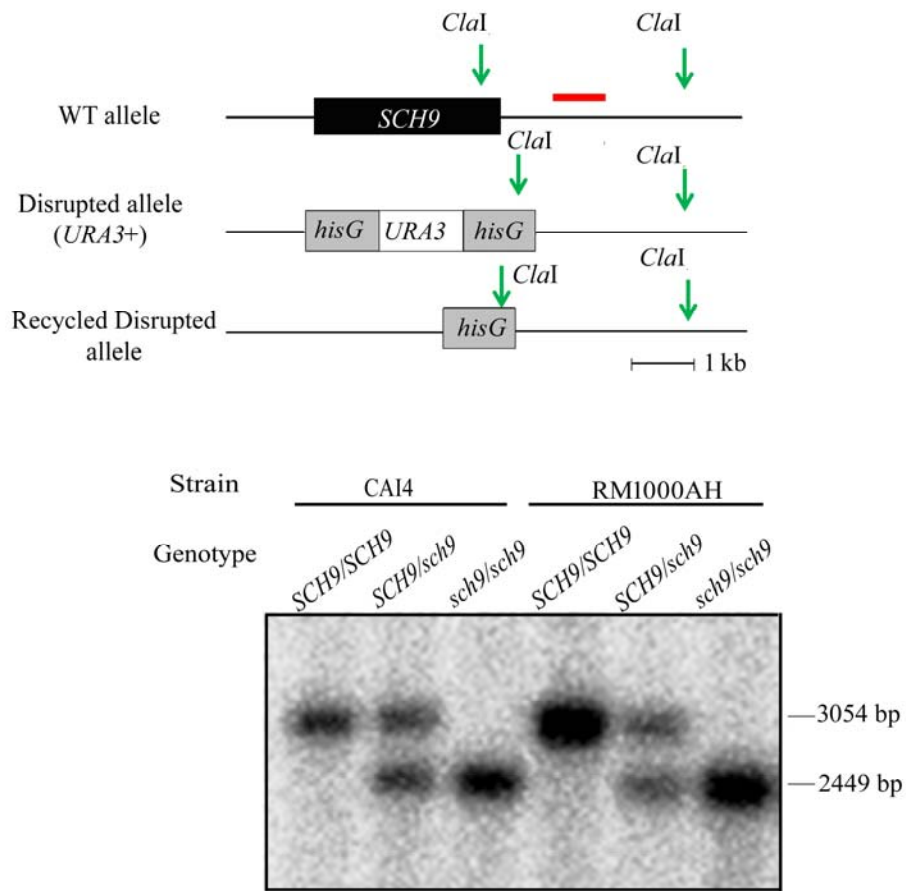 ClaI ClaI
WT allele SCH9
ClaI ClaI
Disrupted allele
(URA3+) hisG URA3 hisG
ClaI ClaI
Recycled Disrupted
allele hisG
1 kb
Strain CAI4 RM1000AH
Genotype SCH9/SCH9 SCH9/sch9 sch9/sch9 SCH9/SCH9 SCH9/sch9 sch9/sch9
3054 bp
2449 bp